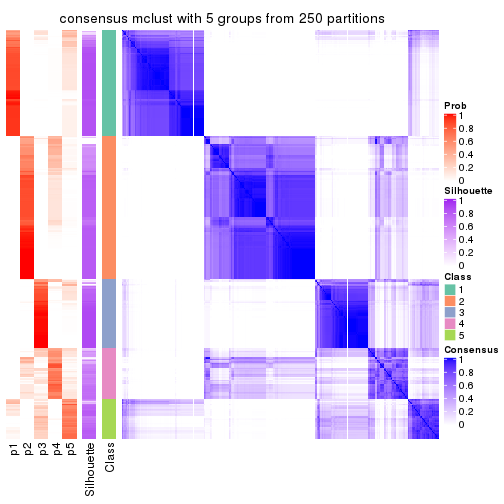 consensus mclust with 5 groups from 250 partitions
Prob
1
0.8
0.6
0.4
0.2
0
Silhouette
1
0.8
0.6
0.4
0.2
0
Class
1
2
3
4
5
Consensus
1
0.8
0.6
0.4
0.2
0
p1
p2
p3
p4
p5
Silhouette
Class